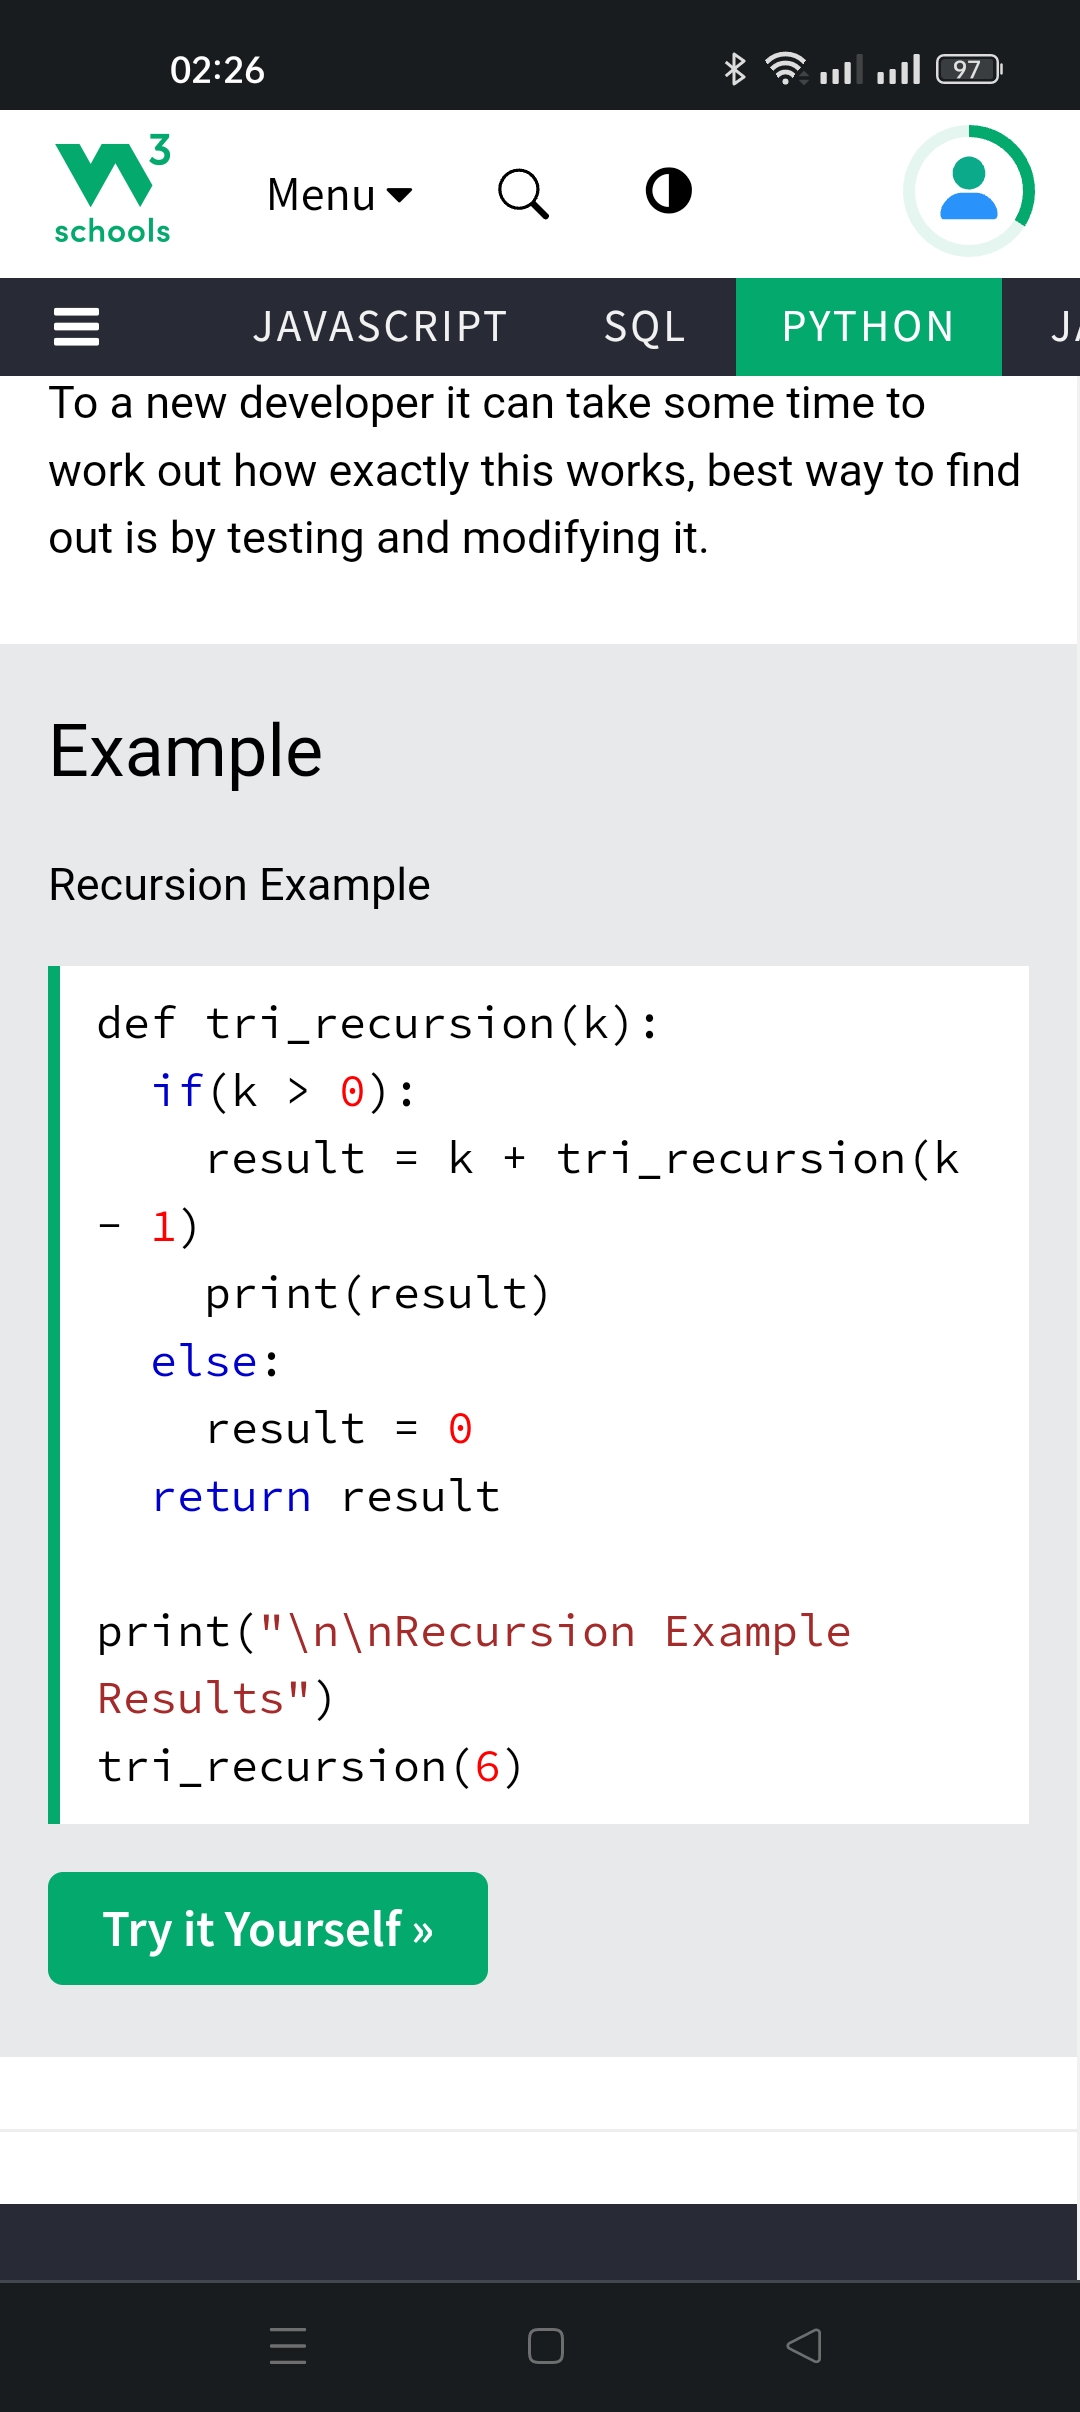 02:26
97
W3
schools
Menu
JAVASCRIPT SQL PYTHON JA
To a new developer it can take some time to
work out how exactly this works, best way to find
out is by testing and modifying it.
Example
Recursion Example
def tri_recursion(k):
  if(k > 0):
    result = k + tri_recursion(k
- 1)
    print(result)
  else:
    result = 0
  return result
print("\n\nRecursion Example
Results")
tri_recursion(6)
Try it Yourself »